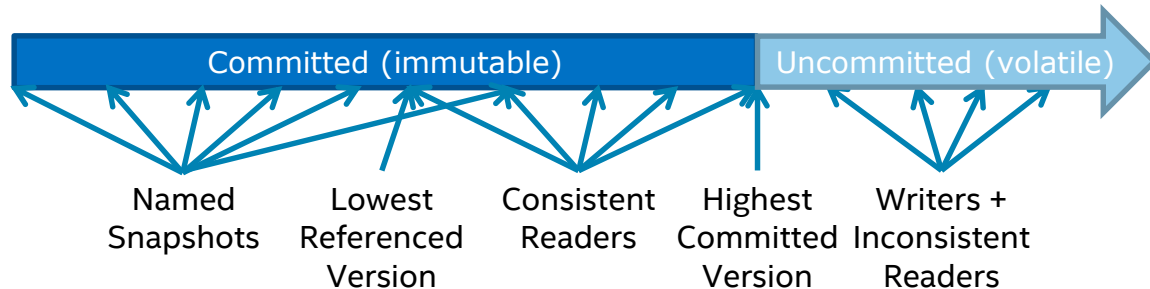 Committed (immutable)
Uncommitted (volatile)
Named
Snapshots
Lowest
Referenced
Version
Consistent
Readers
Highest
Committed
Version
Writers +
Inconsistent
Readers